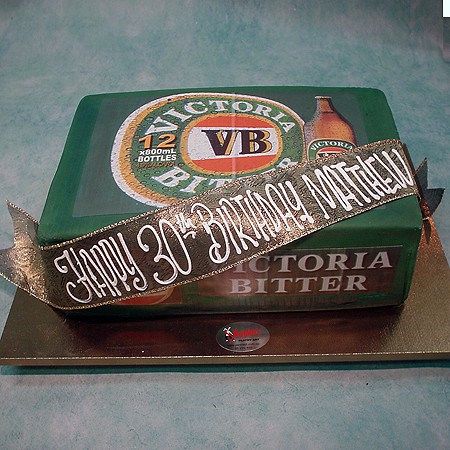 VICTORIA
12
x800mL
BOTTLES
VB
BITTER
VICTORIA
HAPPY 30th BIRTHDAY MATTHEW
VICTORIA
BITTER